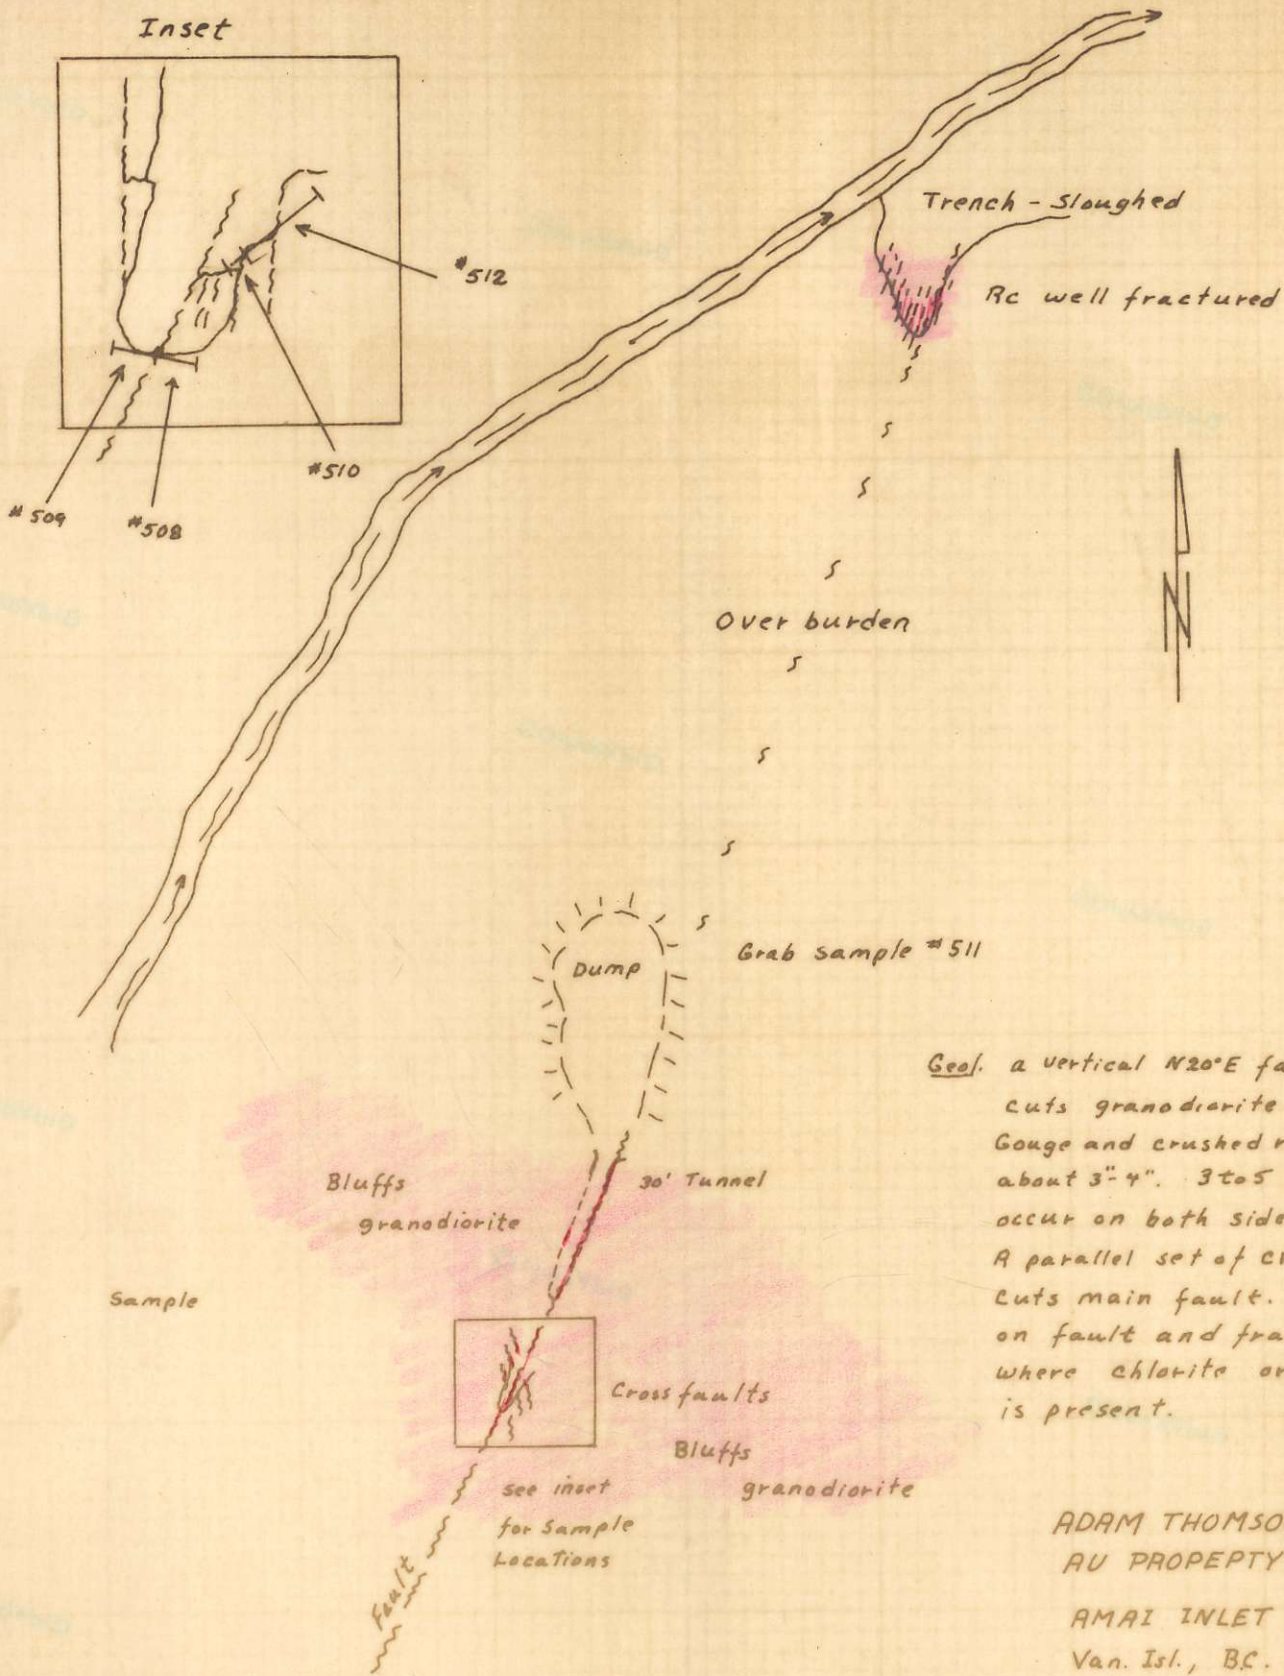 Inset
#512
#510
#509
#508
Trench - Sloughed
Rc well fractured
N
Over burden
Dump
Grab Sample #511
Bluffs
granodiorite
30' Tunnel
Sample
Cross faults
Bluffs
granodiorite
see inset
for Sample
Locations
Fault
Geol. a vertical N20°E fa
cuts granodiorite
Gouge and crushed r
about 3"-4". 3 to 5
occur on both side
A parallel set of c
cuts main fault.
on fault and fra
where chlorite or
is present.
ADAM THOMSO
AU PROPEPTY
AMAI INLET
Van. Isl., B.C.